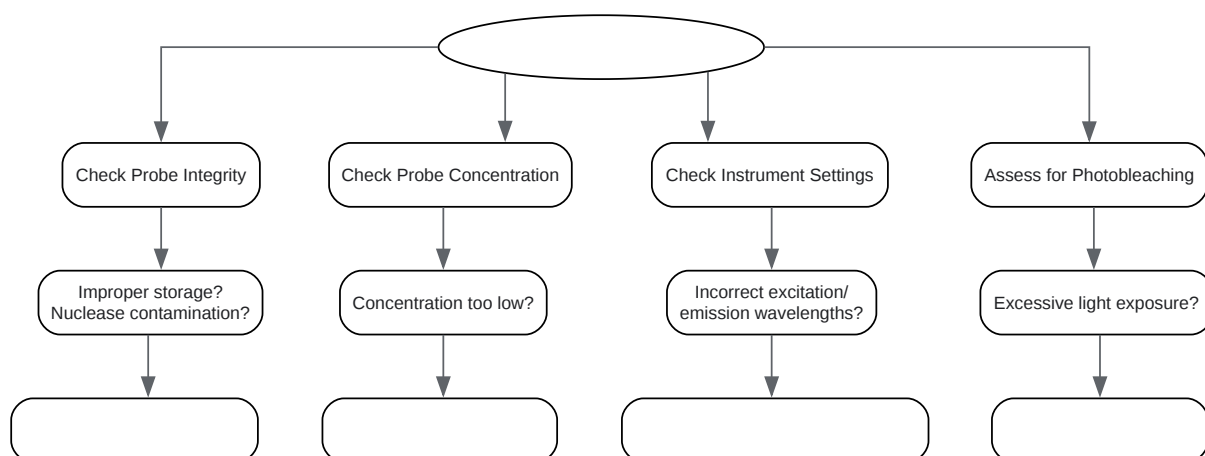 Check Probe Integrity
Check Probe Concentration
Check Instrument Settings
Assess for Photobleaching
Improper storage?
Nuclease contamination?
Concentration too low?
Incorrect excitation/
emission wavelengths?
Excessive light exposure?